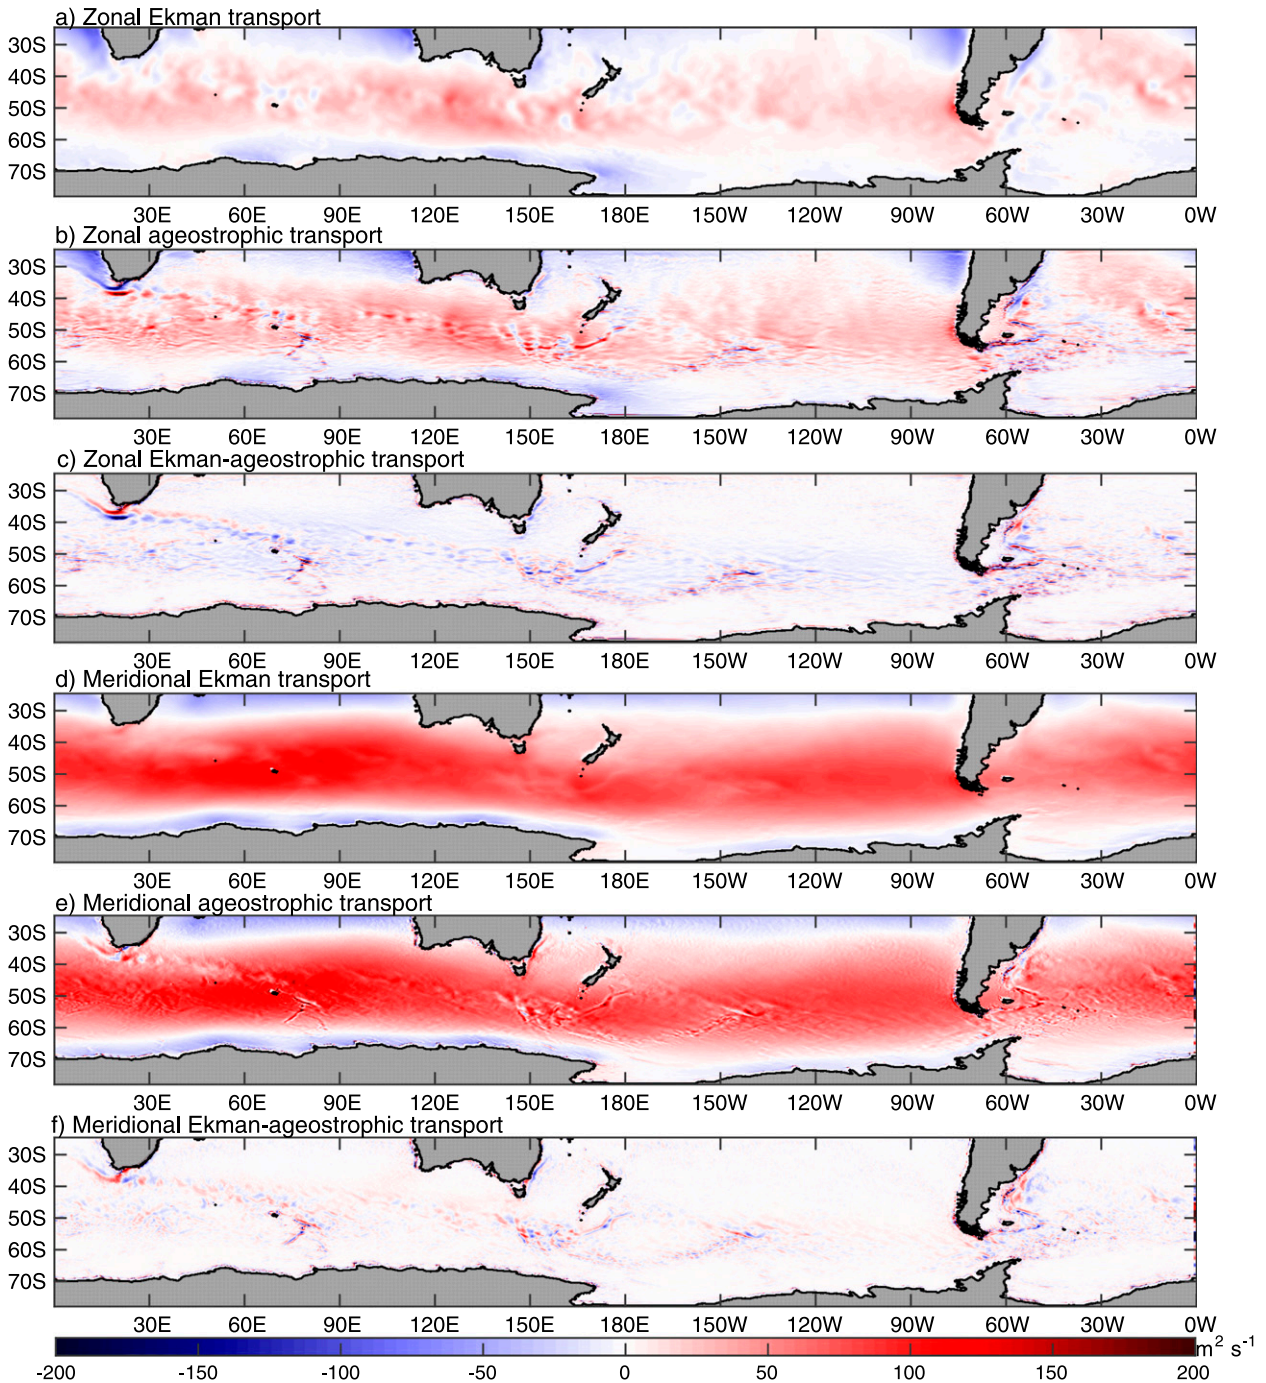 a) Zonal Ekman transport
30S
40S
50S
60S
70S
30E 60E 90E 120E 150E 180E 150W 120W 90W 60W 30W 0W
b) Zonal ageostrophic transport
30S
40S
50S
60S
70S
30E 60E 90E 120E 150E 180E 150W 120W 90W 60W 30W 0W
c) Zonal Ekman-ageostrophic transport
30S
40S
50S
60S
70S
30E 60E 90E 120E 150E 180E 150W 120W 90W 60W 30W 0W
d) Meridional Ekman transport
30S
40S
50S
60S
70S
30E 60E 90E 120E 150E 180E 150W 120W 90W 60W 30W 0W
e) Meridional ageostrophic transport
30S
40S
50S
60S
70S
30E 60E 90E 120E 150E 180E 150W 120W 90W 60W 30W 0W
f) Meridional Ekman-ageostrophic transport
30S
40S
50S
60S
70S
30E 60E 90E 120E 150E 180E 150W 120W 90W 60W 30W 0W
m² s⁻¹
-200 -150 -100 -50 0 50 100 150 200